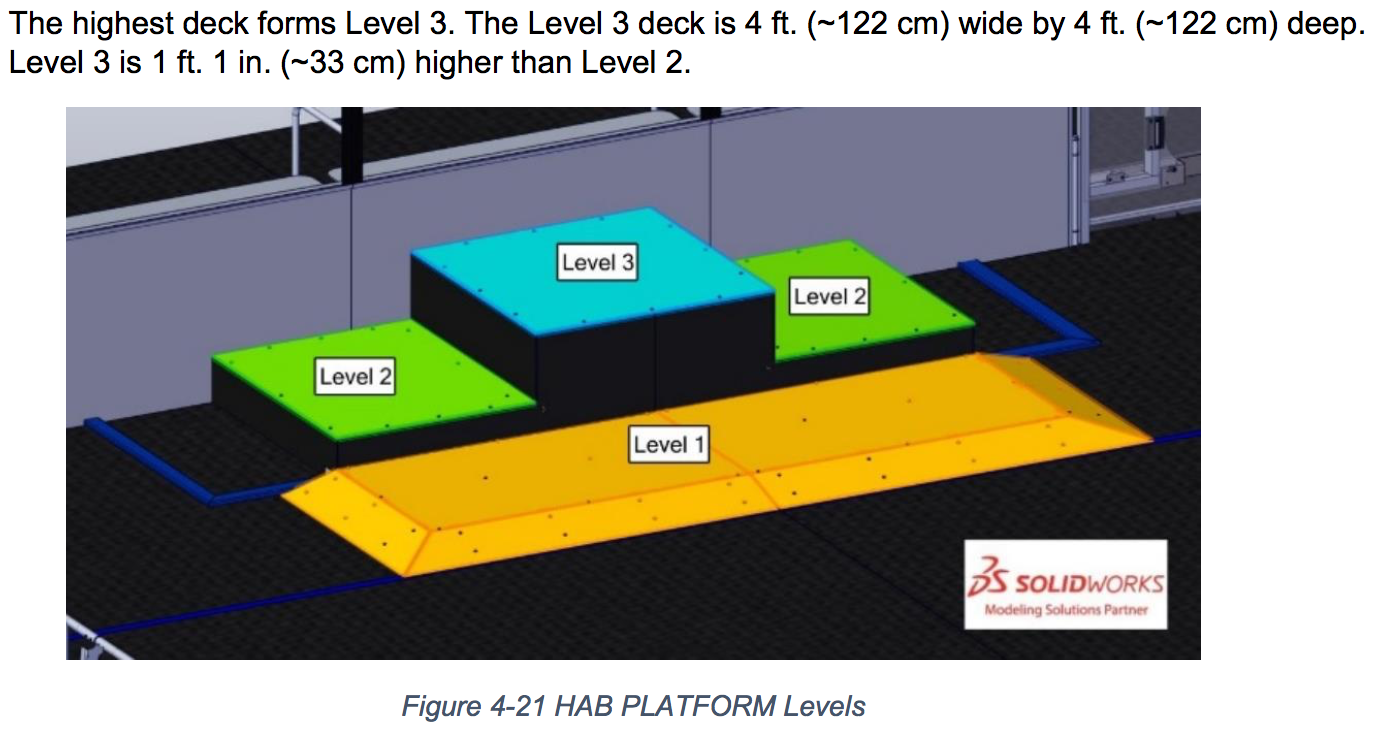 The highest deck forms Level 3. The Level 3 deck is 4 ft. (~122 cm) wide by 4 ft. (~122 cm) deep.
Level 3 is 1 ft. 1 in. (~33 cm) higher than Level 2.
Level 3
Level 2
Level 2
Level 1
3S SOLIDWORKS
Modeling Solutions Partner
Figure 4-21 HAB PLATFORM Levels